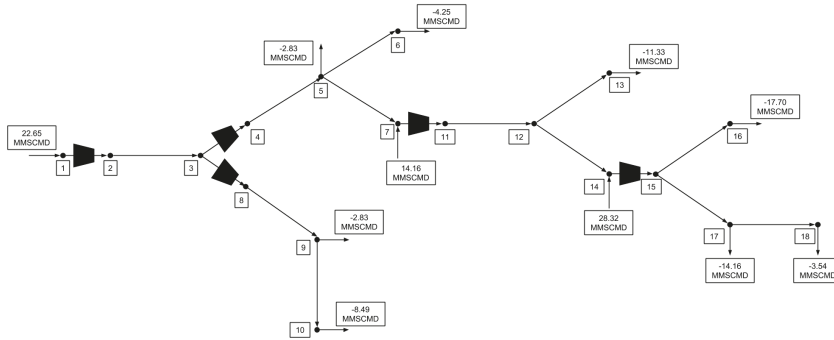 -4.25
MMSCMD
6
-2.83
MMSCMD
5
-11.33
MMSCMD
13
22.65
MMSCMD
1
2
3
4
7
11
12
14.16
MMSCMD
-17.70
MMSCMD
16
14
15
28.32
MMSCMD
8
-2.83
MMSCMD
9
17
18
-14.16
MMSCMD
-3.54
MMSCMD
-8.49
MMSCMD
10